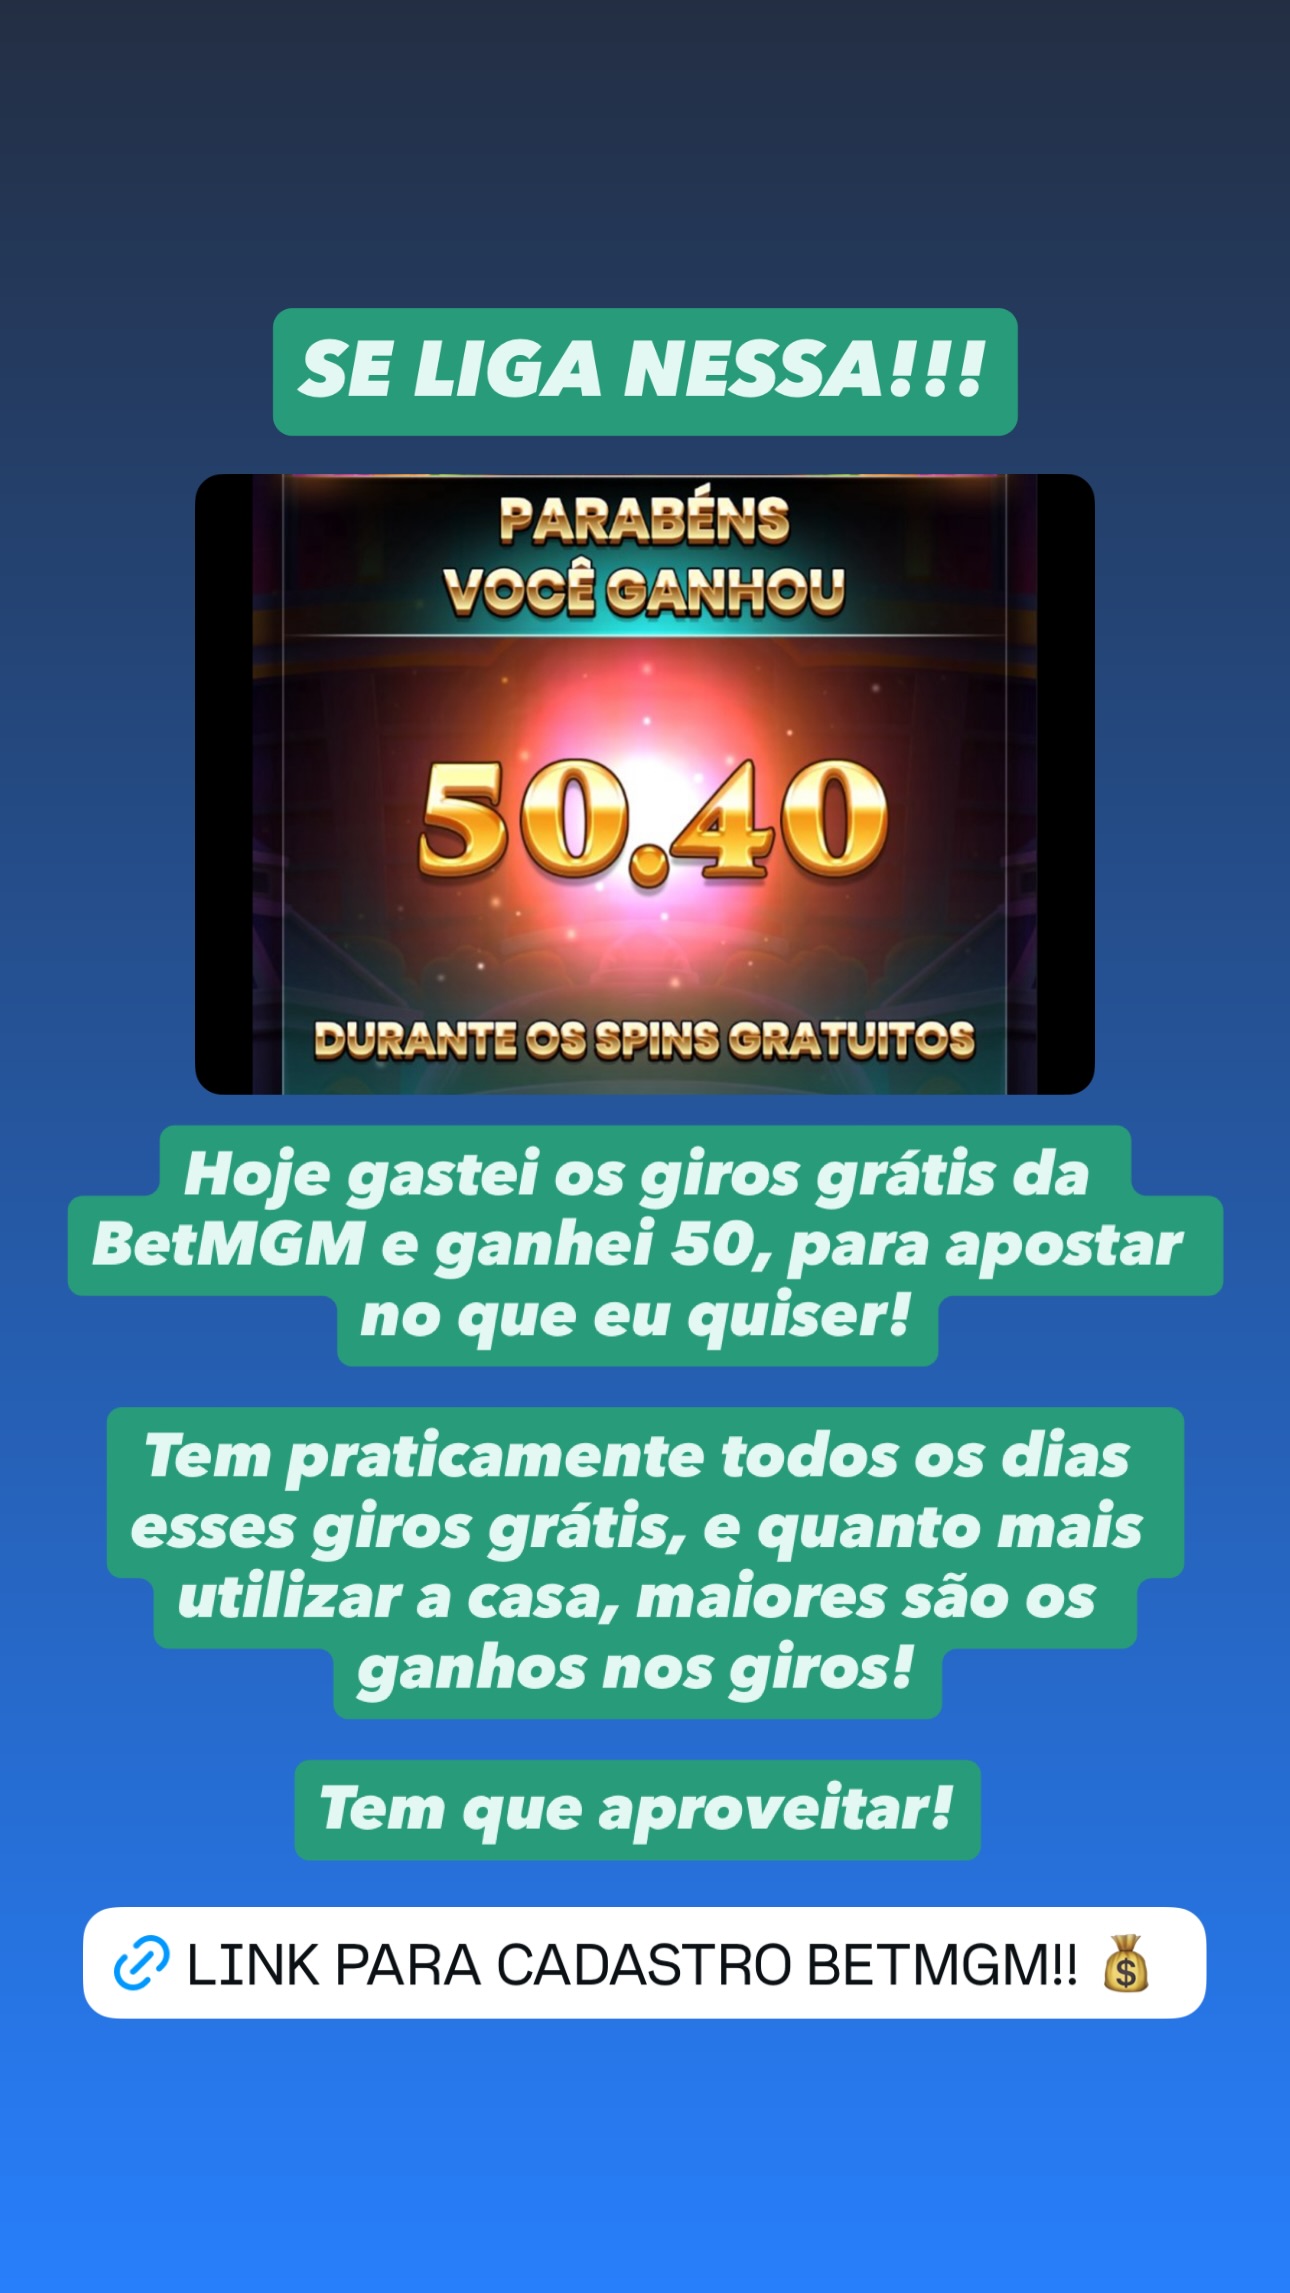 SE LIGA NESSA!!!
PARABÉNS
VOCÊ GANHOU
50.40
DURANTE OS SPINS GRATUITOS
Hoje gastei os giros grátis da
BetMGM e ganhei 50, para apostar
no que eu quiser!
Tem praticamente todos os dias
esses giros grátis, e quanto mais
utilizar a casa, maiores são os
ganhos nos giros!
Tem que aproveitar!
LINK PARA CADASTRO BETMGM!! 💰